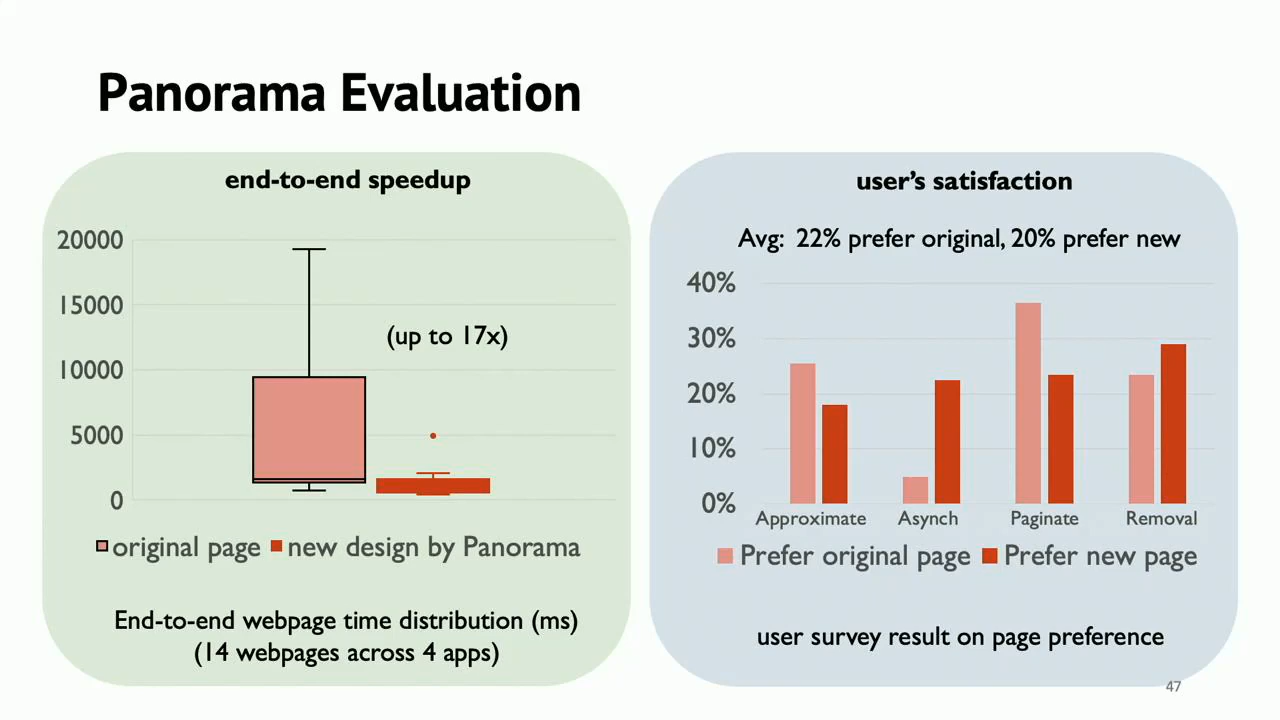 Panorama Evaluation
end-to-end speedup
20000
15000
10000
5000
0
(up to 17x)
original page
new design by Panorama
End-to-end webpage time distribution (ms)
(14 webpages across 4 apps)
user's satisfaction
Avg: 22% prefer original, 20% prefer new
40%
30%
20%
10%
0%
Approximate
Asynch
Paginate
Removal
Prefer original page
Prefer new page
user survey result on page preference
47